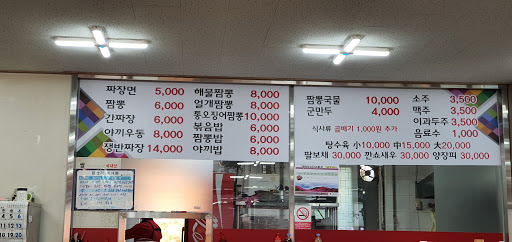 짜장면 5,000
짬뽕 6,000
간짜장 6,000
야끼우동 8,000
쟁반짜장 14,000
해물짬뽕 8,000
얼개짬뽕 8,000
통오징어짬뽕 10,000
볶음밥 6,000
짬뽕밥 6,000
야끼밥 8,000
짬뽕국물 10,000
군만두 4,000
식사류 곱빼기 1,000원 추가
소주 3,500
맥주 3,500
이과두주 3,500
음료수 1,000
탕수육 小10,000 中15,000 大20,000
팔보채 30,000 깐쇼새우 30,000 양장피 30,000